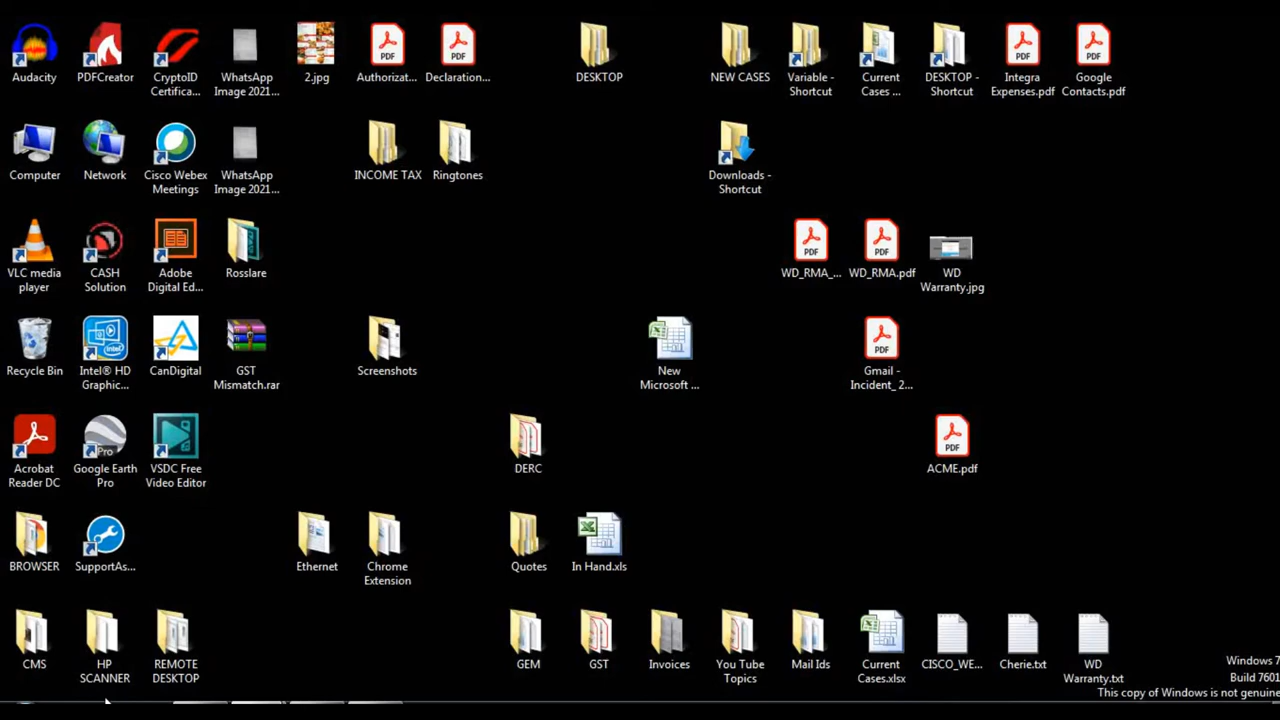 Audacity
PDFCreator
CryptoID
Certifica...
WhatsApp
Image 2021...
2.jpg
Authorizat...
Declaration...
DESKTOP
NEW CASES
Variable -
Shortcut
Current
Cases ...
DESKTOP -
Shortcut
Integra
Expenses.pdf
Google
Contacts.pdf
PDF
PDF
PDF
PDF
Computer
Network
Cisco Webex
Meetings
WhatsApp
Image 2021...
INCOME TAX
Ringtones
Downloads -
Shortcut
VLC media
player
CASH
Solution
Adobe
Digital Ed...
Rosslare
PDF
WD_RMA_...
PDF
WD_RMA.pdf
WD
Warranty.jpg
Recycle Bin
intel
Intel® HD
Graphic...
CanDigital
GST
Mismatch.rar
Screenshots
New
Microsoft ...
PDF
Gmail -
Incident_ 2...
Acrobat
Reader DC
Pro
Google Earth
Pro
VSDC Free
Video Editor
DERC
PDF
ACME.pdf
BROWSER
SupportAs...
Ethernet
Chrome
Extension
Quotes
In Hand.xls
CMS
HP
SCANNER
REMOTE
DESKTOP
GEM
GST
Invoices
You Tube
Topics
Mail Ids
Current
Cases.xlsx
CISCO_WE...
Cherie.txt
WD
Warranty.txt
Windows 7
Build 7601
This copy of Windows is not genuine